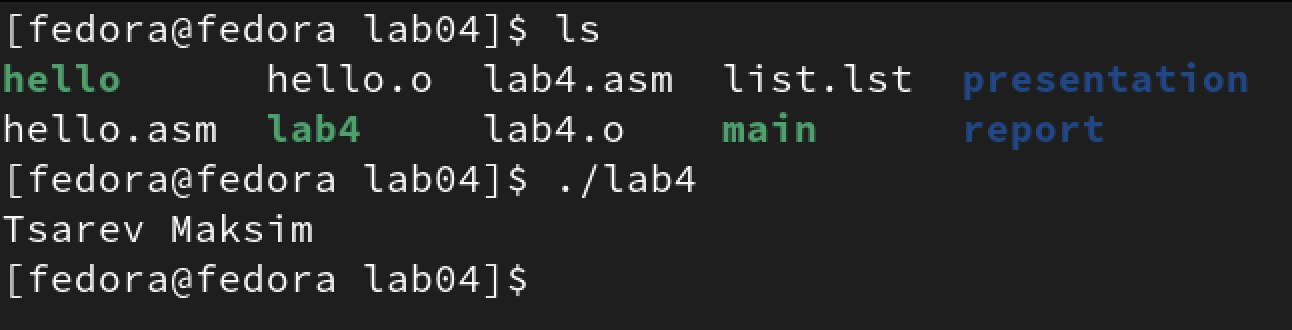 [fedora@fedora lab04]$ ls
hello      hello.o  lab4.asm  list.lst  presentation
hello.asm  lab4     lab4.o    main      report
[fedora@fedora lab04]$ ./lab4
Tsarev Maksim
[fedora@fedora lab04]$